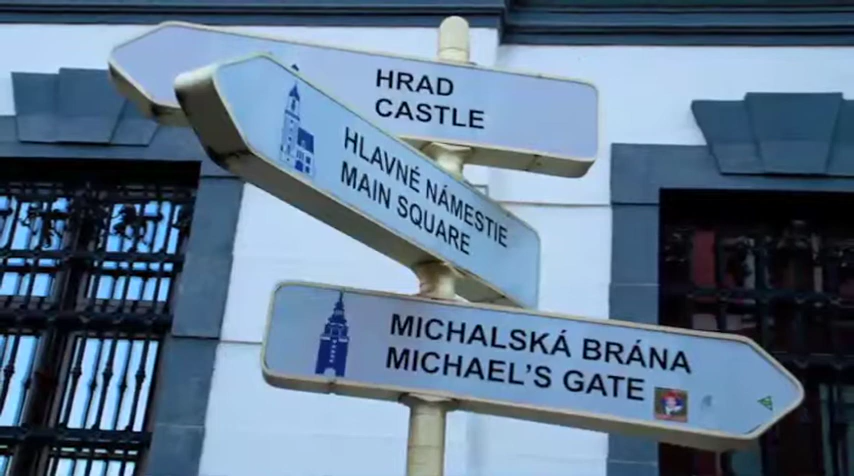 HRAD
CASTLE
HLAVNÉ NÁMESTIE
MAIN SQUARE
MICHALSKÁ BRÁNA
MICHAEL'S GATE